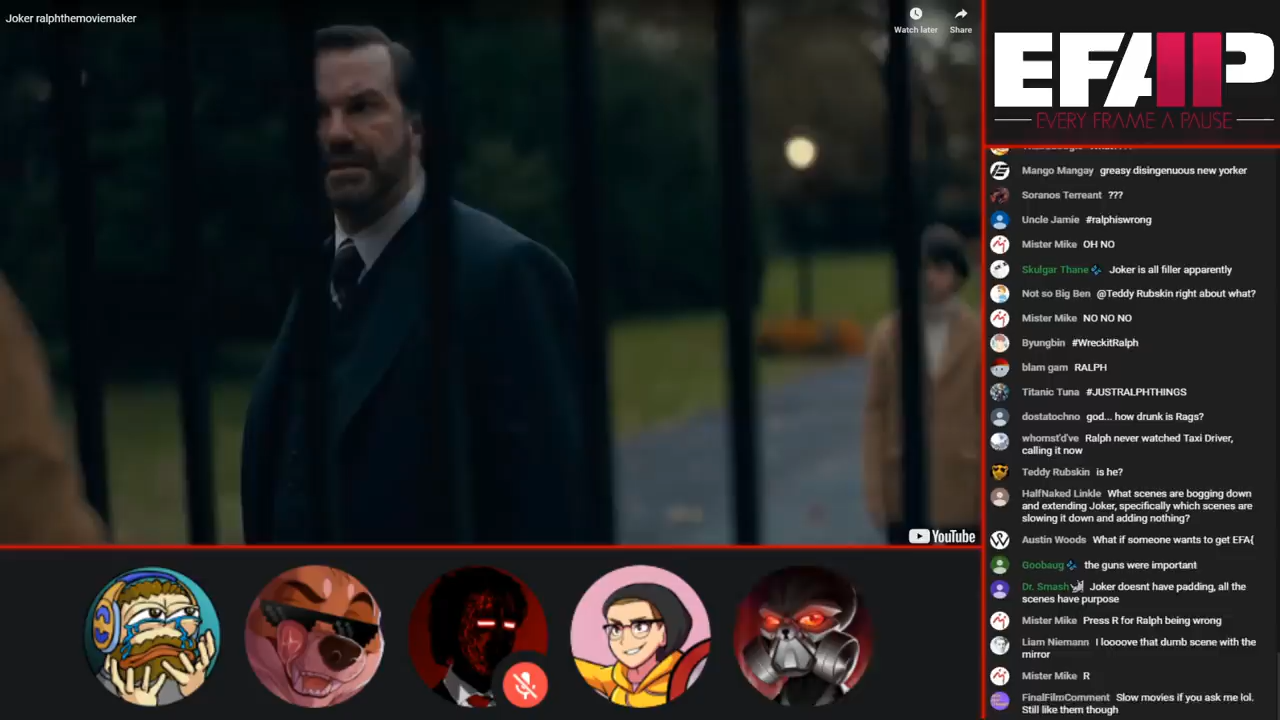 Joker ralphthemoviemaker
Watch later
Share
YouTube
EFAP
EVERY FRAME A PAUSE
Mango Mangay greasy disingenuous new yorker
Soranos Terreant ???
Uncle Jamie #ralphiswrong
Mister Mike OH NO
Skulgar Thane Joker is all filler apparently
Not so Big Ben @Teddy Rubskin right about what?
Mister Mike NO NO NO
Byungbin #WreckitRalph
blam gam RALPH
Titanic Tuna #JUSTRALPHTHINGS
dostatochno god... how drunk is Rags?
whomst'd've Ralph never watched Taxi Driver,
calling it now
Teddy Rubskin is he?
HalfNaked Linkle What scenes are bogging down
and extending Joker, specifically which scenes are
slowing it down and adding nothing?
Austin Woods What if someone wants to get EFA{
Goobaug the guns were important
Dr. Smash Joker doesnt have padding, all the
scenes have purpose
Mister Mike Press R for Ralph being wrong
Liam Niemann I loooove that dumb scene with the
mirror
Mister Mike R
FinalFilmComment Slow movies if you ask me lol.
Still like them though